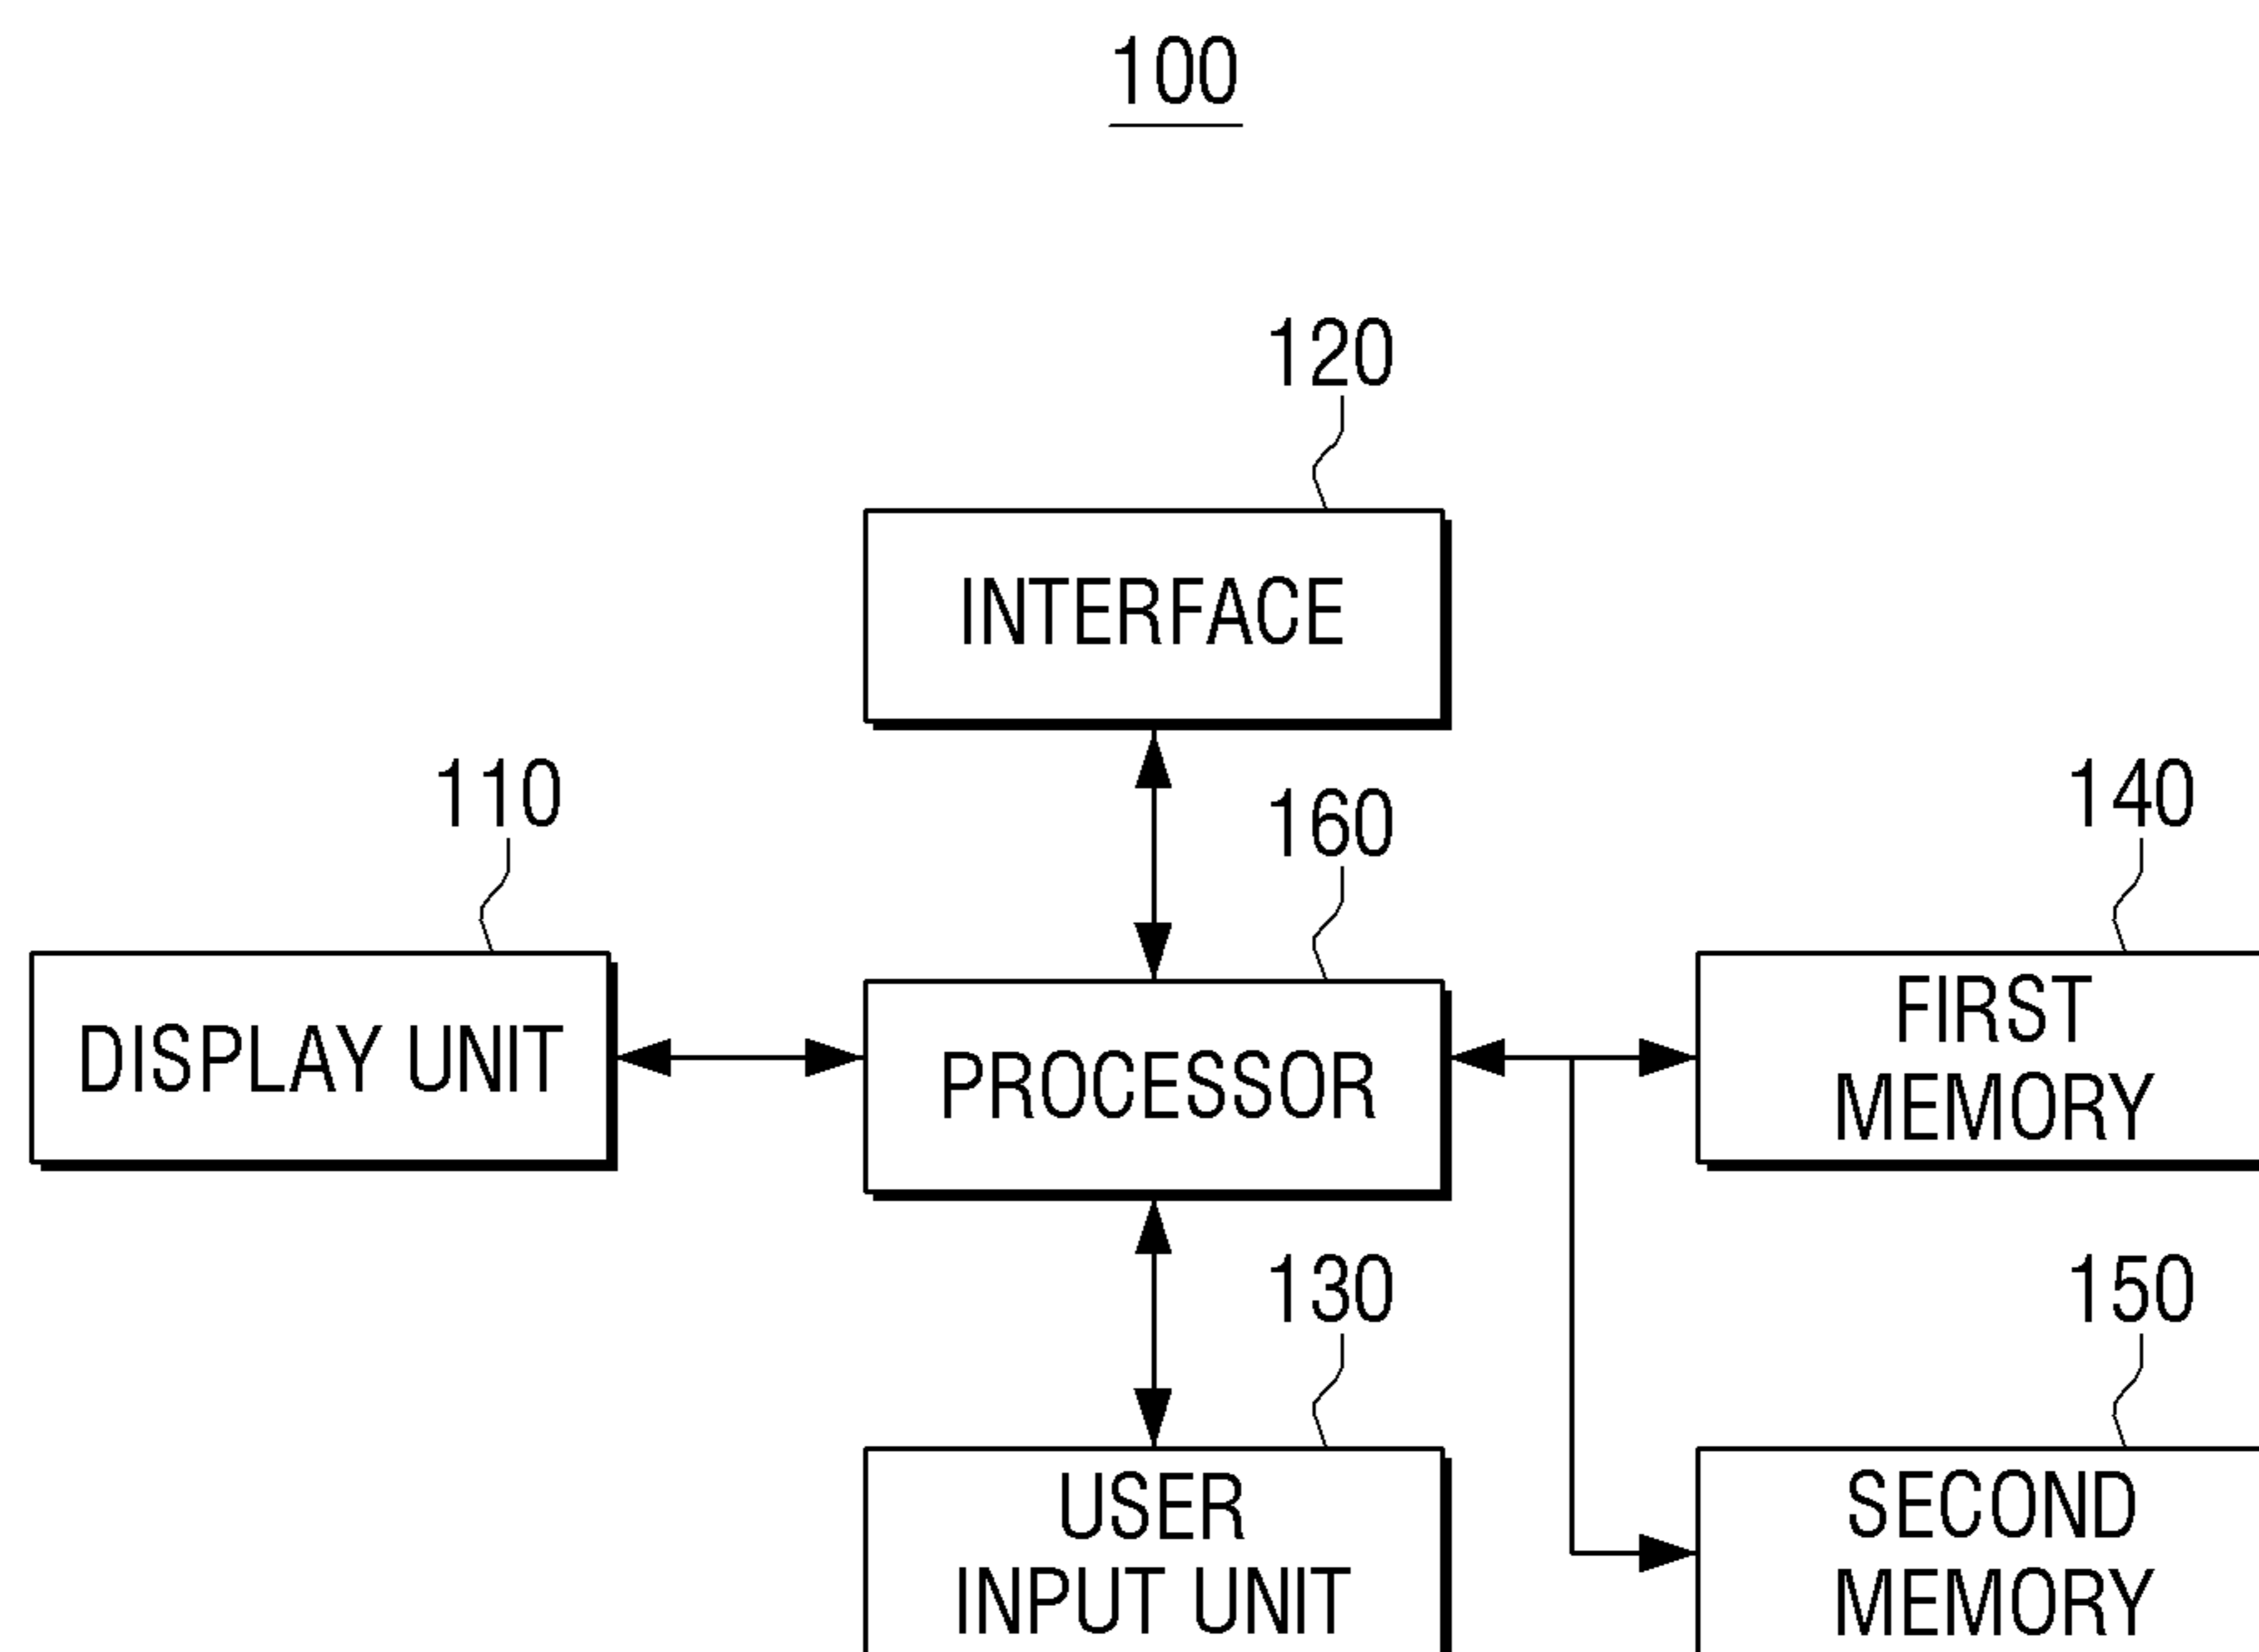 100
120
INTERFACE
110
160
140
DISPLAY UNIT
PROCESSOR
FIRST
MEMORY
130
150
USER
INPUT UNIT
SECOND
MEMORY